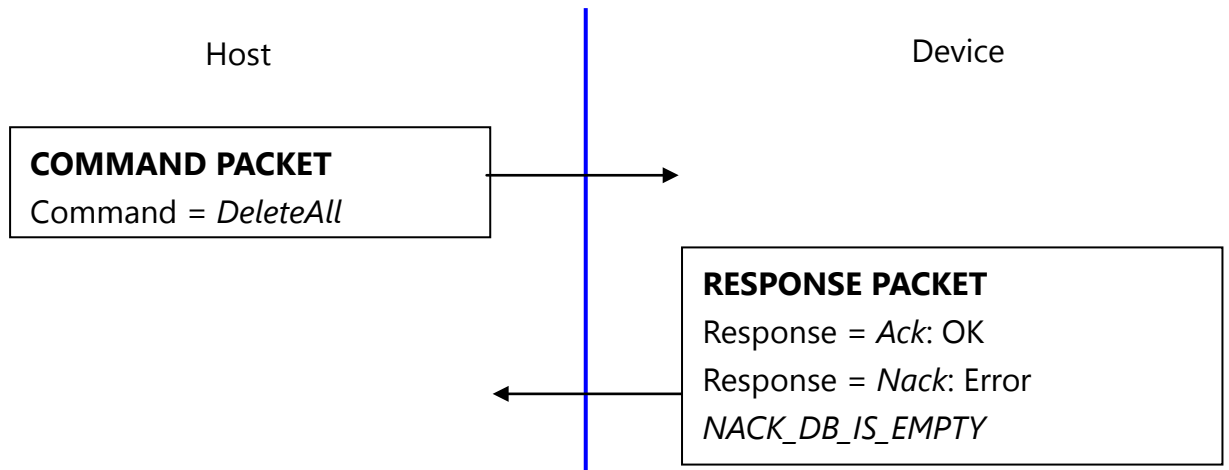 Host
Device
COMMAND PACKET
Command = DeleteAll
RESPONSE PACKET
Response = Ack: OK
Response = Nack: Error
NACK_DB_IS_EMPTY